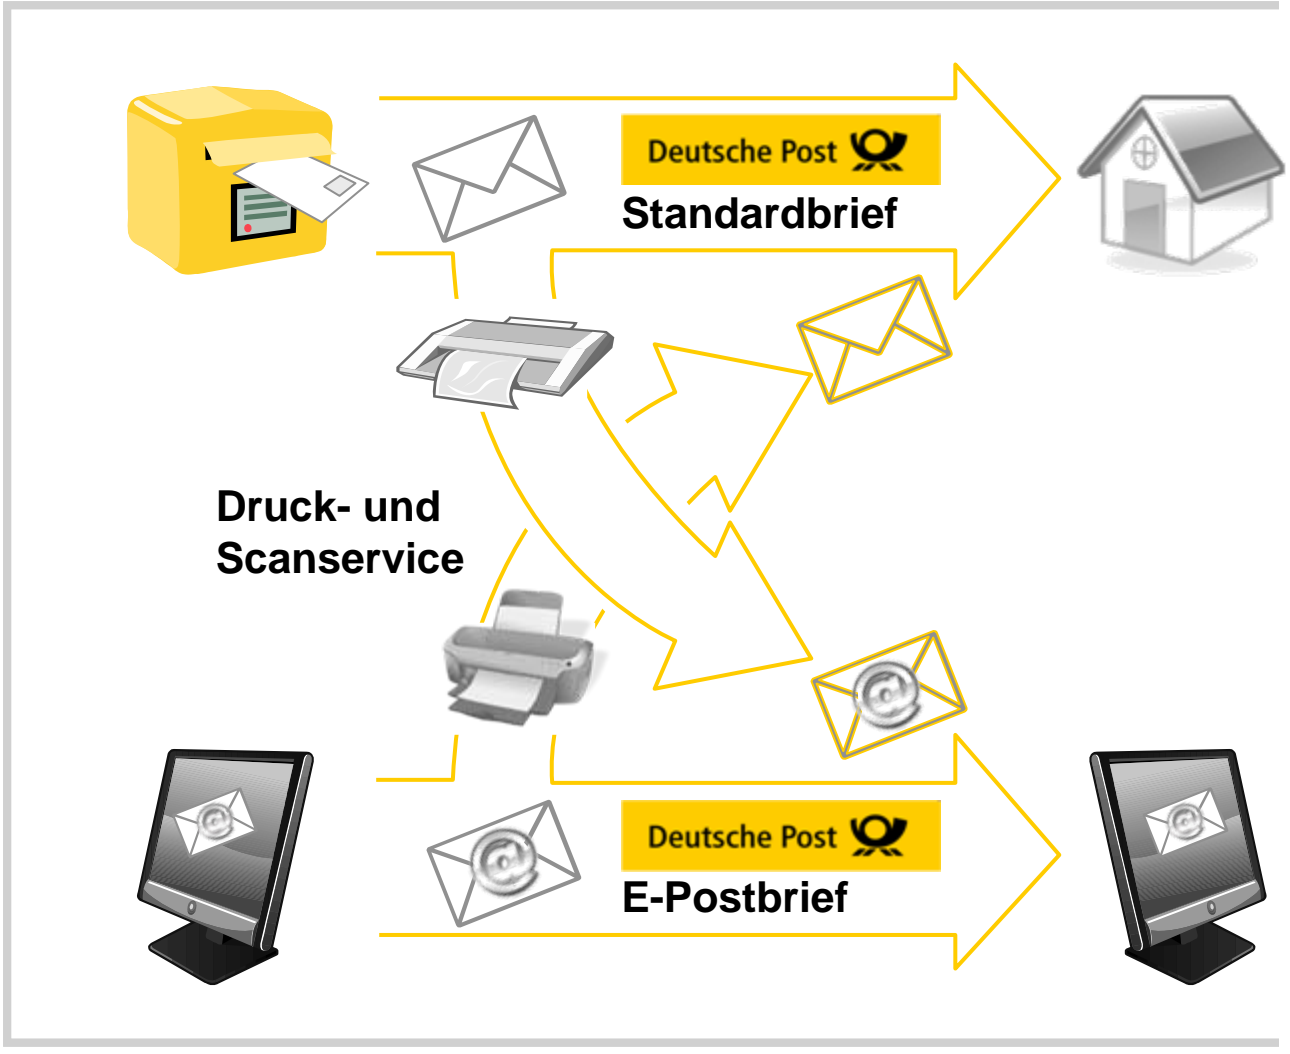 Deutsche Post
Standardbrief
Druck- und
Scanservice
Deutsche Post
E-Postbrief